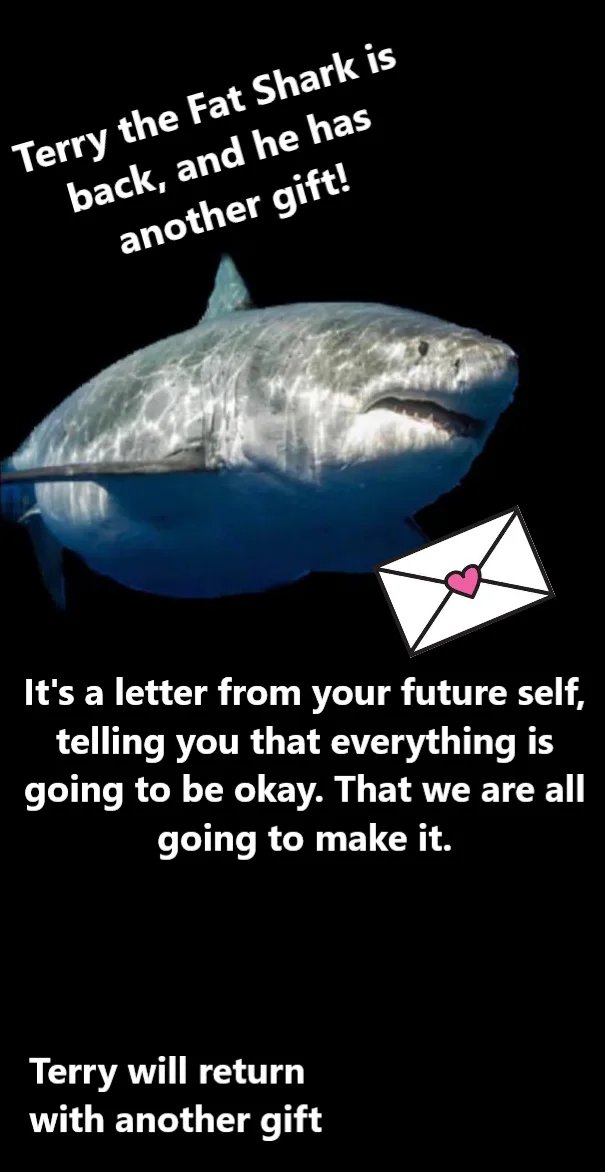 Terry the Fat Shark is
back, and he has
another gift!
It's a letter from your future self,
telling you that everything is
going to be okay. That we are all
going to make it.
Terry will return
with another gift